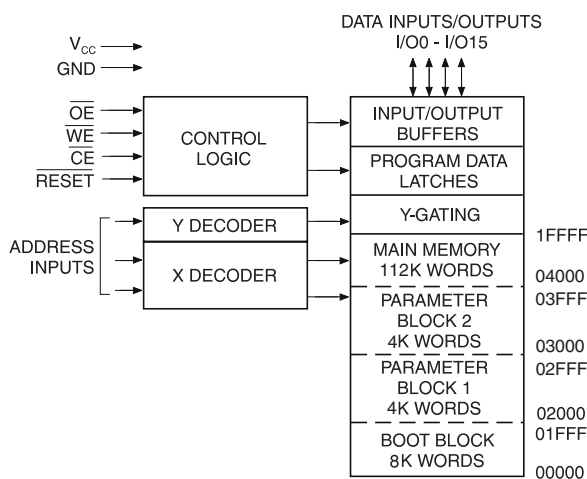 DATA INPUTS/OUTPUTS
I/O0 - I/O15
VCC
GND
OE
WE
CE
RESET
CONTROL
LOGIC
INPUT/OUTPUT
BUFFERS
PROGRAM DATA
LATCHES
Y-GATING
ADDRESS
INPUTS
Y DECODER
X DECODER
1FFFF
MAIN MEMORY
112K WORDS
04000
PARAMETER
BLOCK 2
4K WORDS
03FFF
03000
PARAMETER
BLOCK 1
4K WORDS
02FFF
02000
BOOT BLOCK
8K WORDS
01FFF
00000